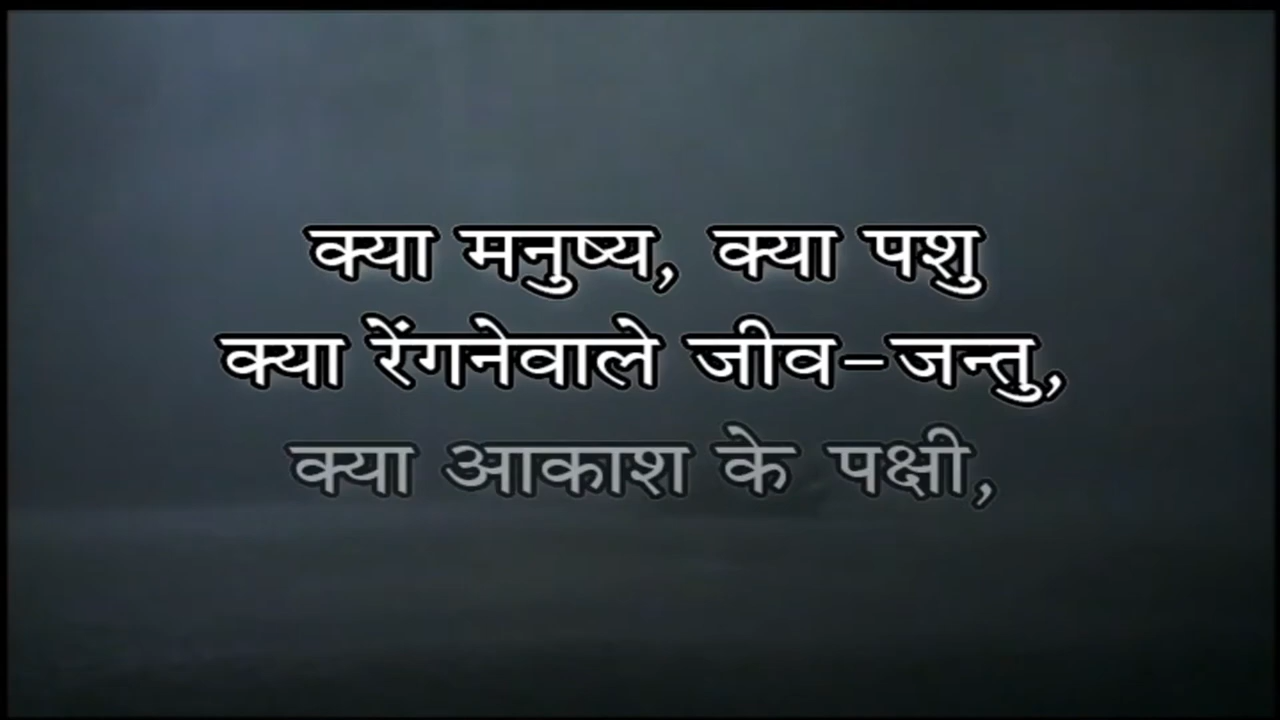 क्या मनुष्य, क्या पशु
क्या रेंगनेवाले जीव-जन्तु,
क्या आकाश के पक्षी,